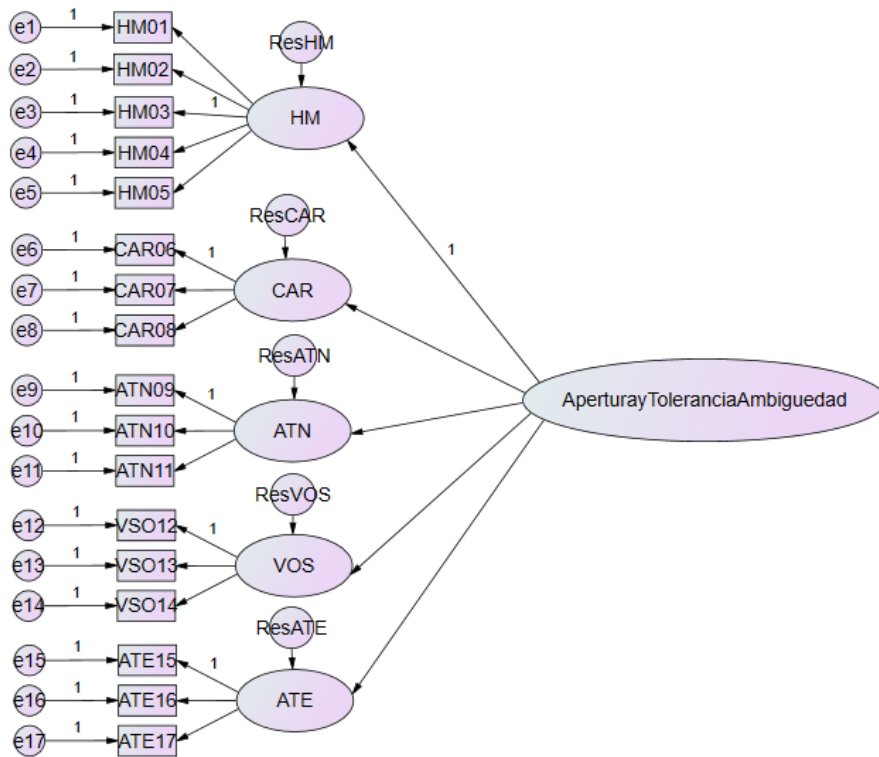 e1 1 HM01
ResHM
e2 1 HM02
e3 1 HM03 1 HM
e4 1 HM04
e5 1 HM05
ResCAR
e6 1 CAR06 1
1
e7 1 CAR07 CAR
e8 1 CAR08
ResATN
e9 1 ATN09 1
AperturayToleranciaAmbiguedad
e10 1 ATN10 ATN
e11 1 ATN11
ResVOS
e12 1 VSO12 1
e13 1 VSO13 VOS
e14 1 VSO14
ResATE
e15 1 ATE15 1
e16 1 ATE16 ATE
e17 1 ATE17